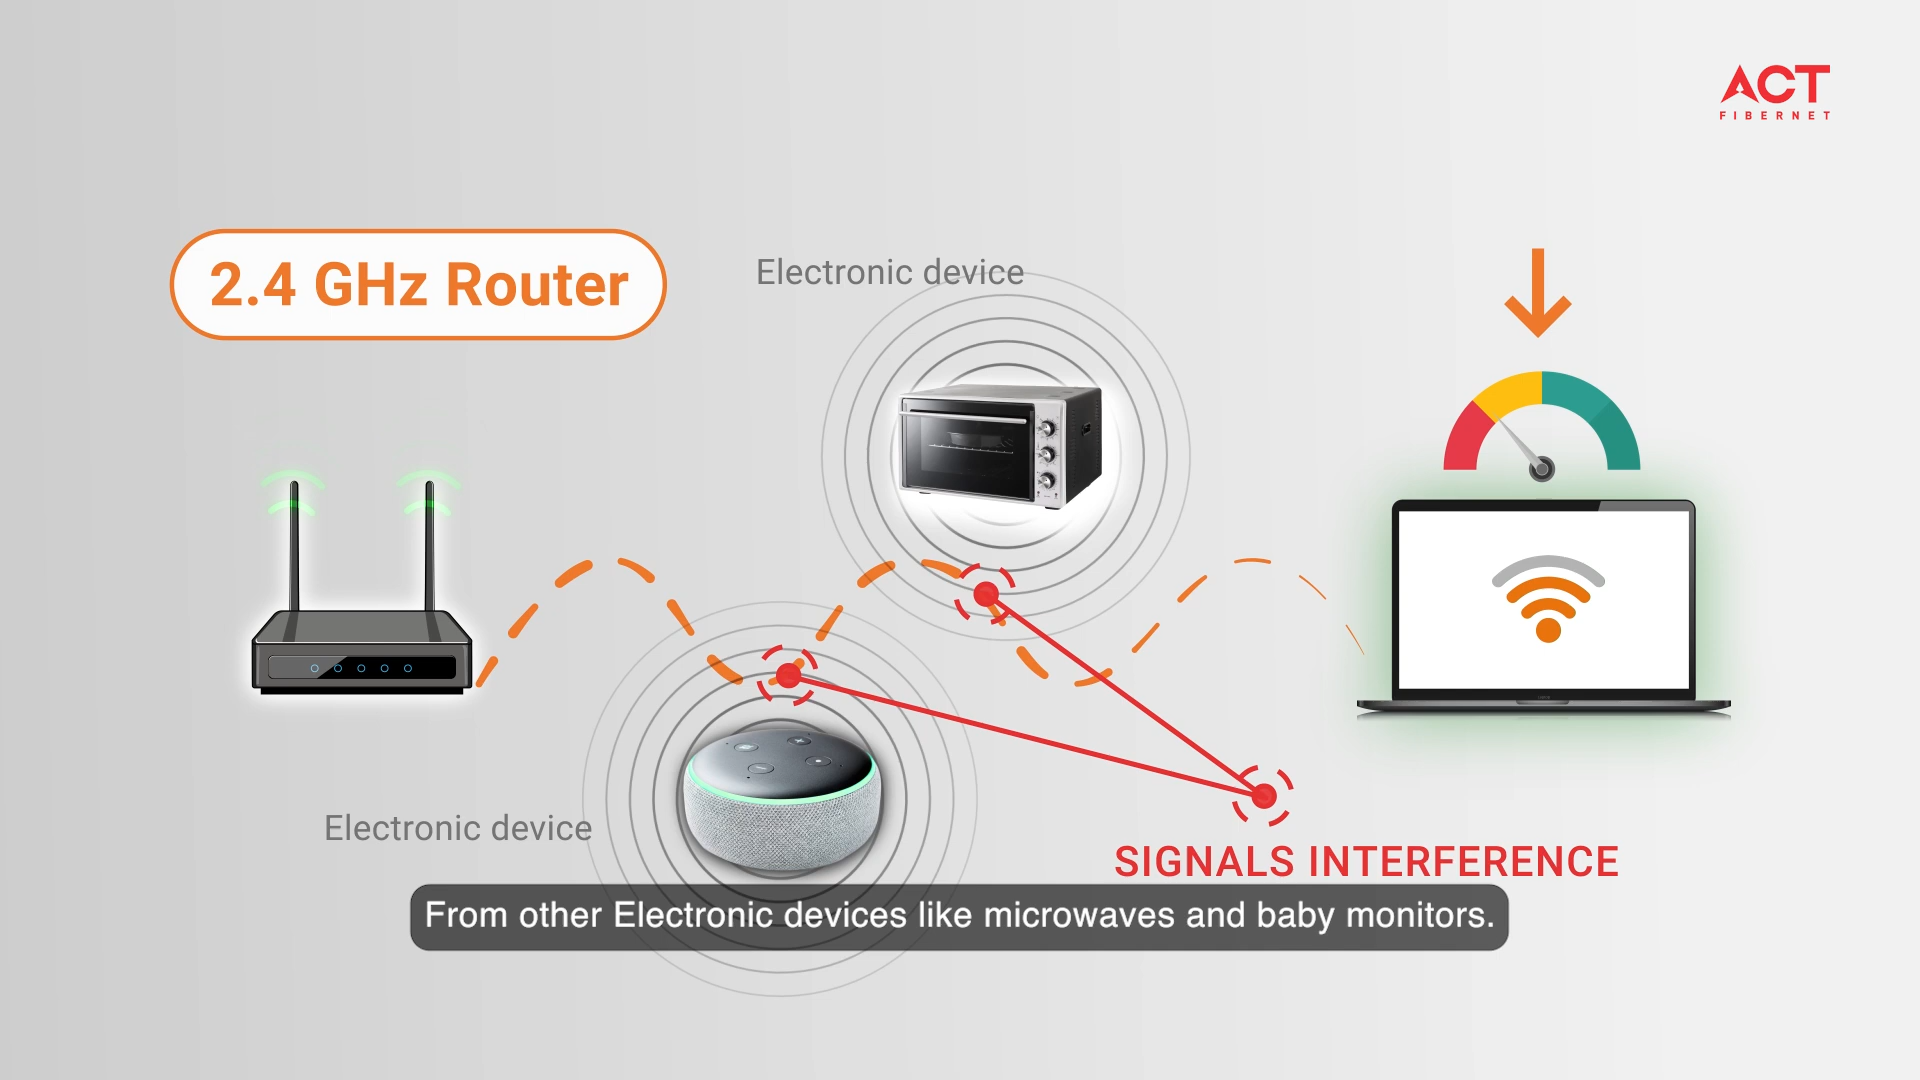 ACT
FIBERNET
2.4 GHz Router
Electronic device
Electronic device
SIGNALS INTERFERENCE
From other Electronic devices like microwaves and baby monitors.